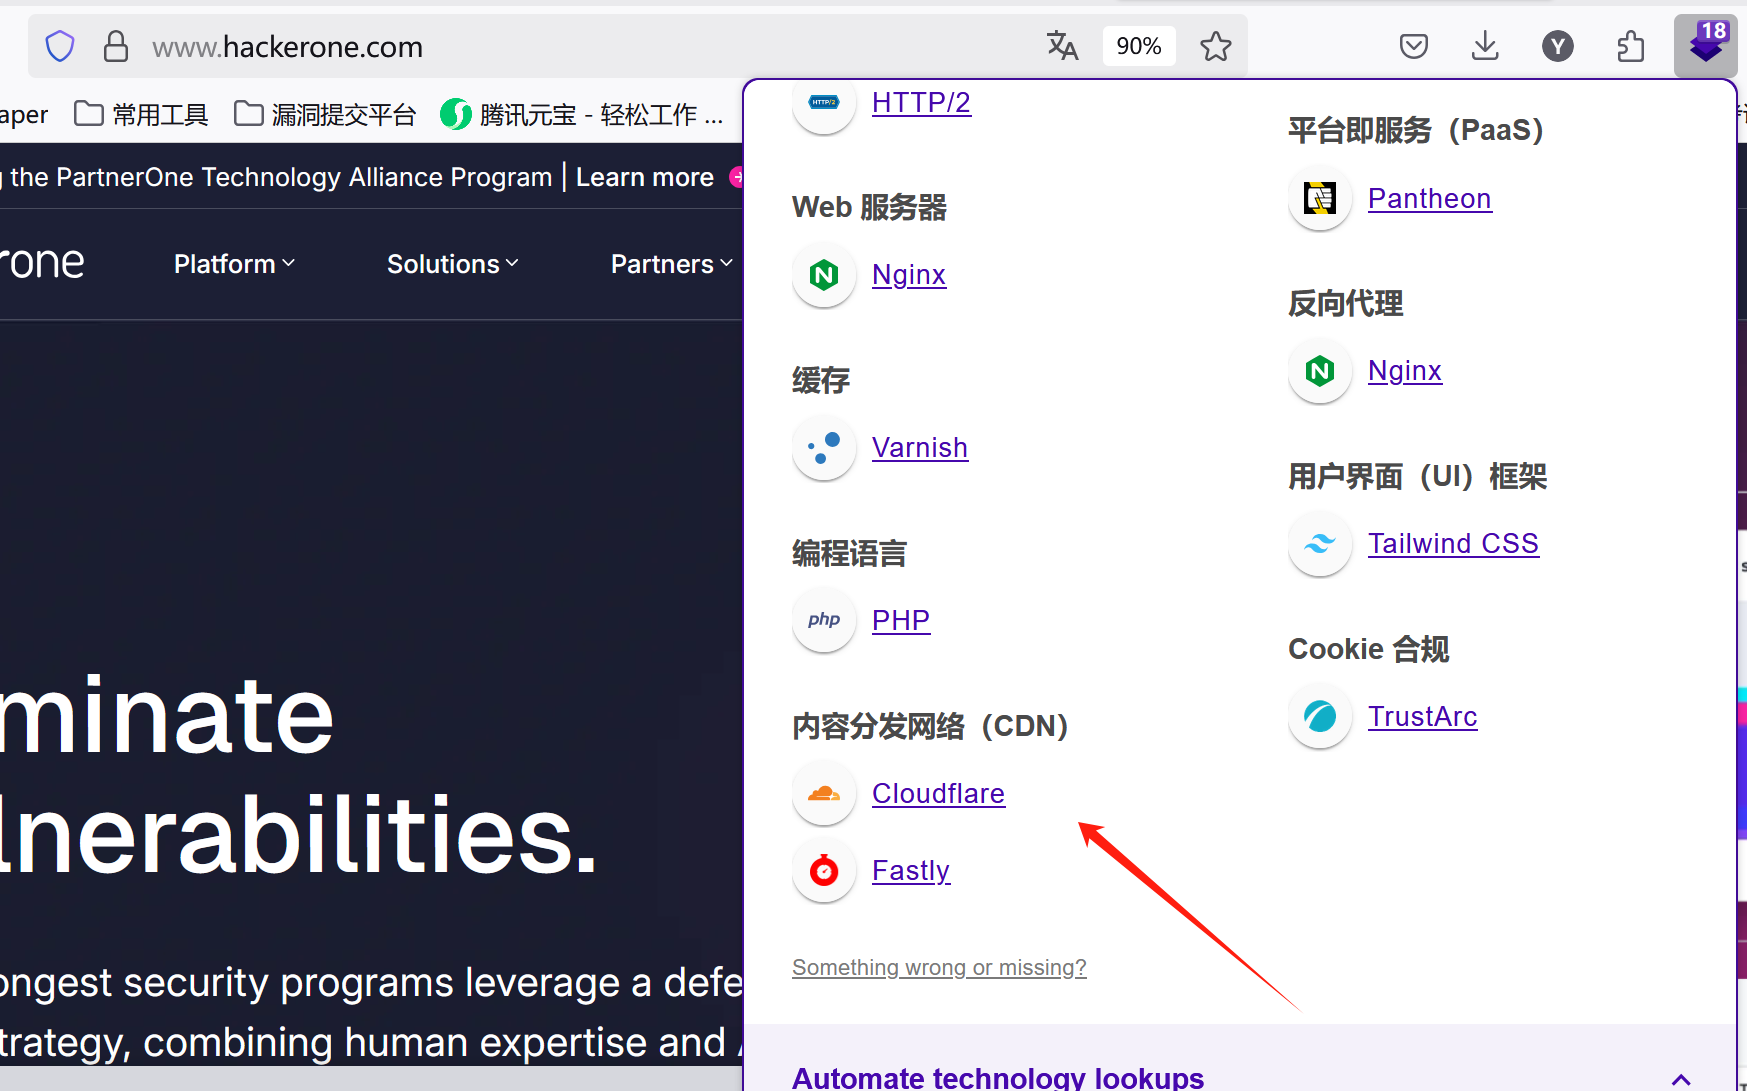 www.hackerone.com
90%
Y
18
aper
常用工具
漏洞提交平台
腾讯元宝 - 轻松工作 ...
the PartnerOne Technology Alliance Program | Learn more
rone
Platform
Solutions
Partners
minate
lnerabilities.
ongest security programs leverage a defe
trategy, combining human expertise and
HTTP/2
HTTP/2
Web 服务器
Nginx
缓存
Varnish
编程语言
php
PHP
内容分发网络（CDN）
Cloudflare
Fastly
Something wrong or missing?
平台即服务（PaaS）
Pantheon
反向代理
Nginx
用户界面（UI）框架
Tailwind CSS
Cookie 合规
TrustArc
Automate technology lookups